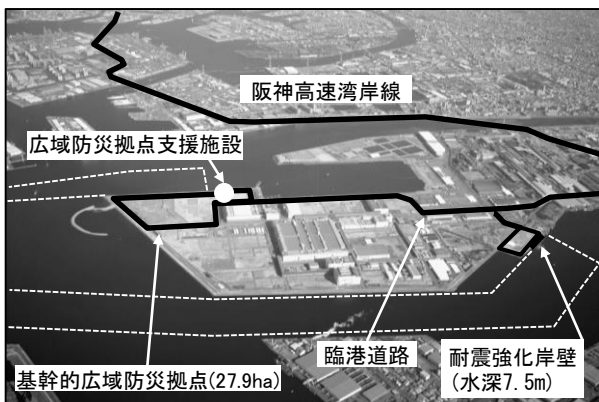 阪神高速湾岸線
広域防災拠点支援施設
臨港道路
耐震強化岸壁
(水深7.5m)
基幹的広域防災拠点(27.9ha)